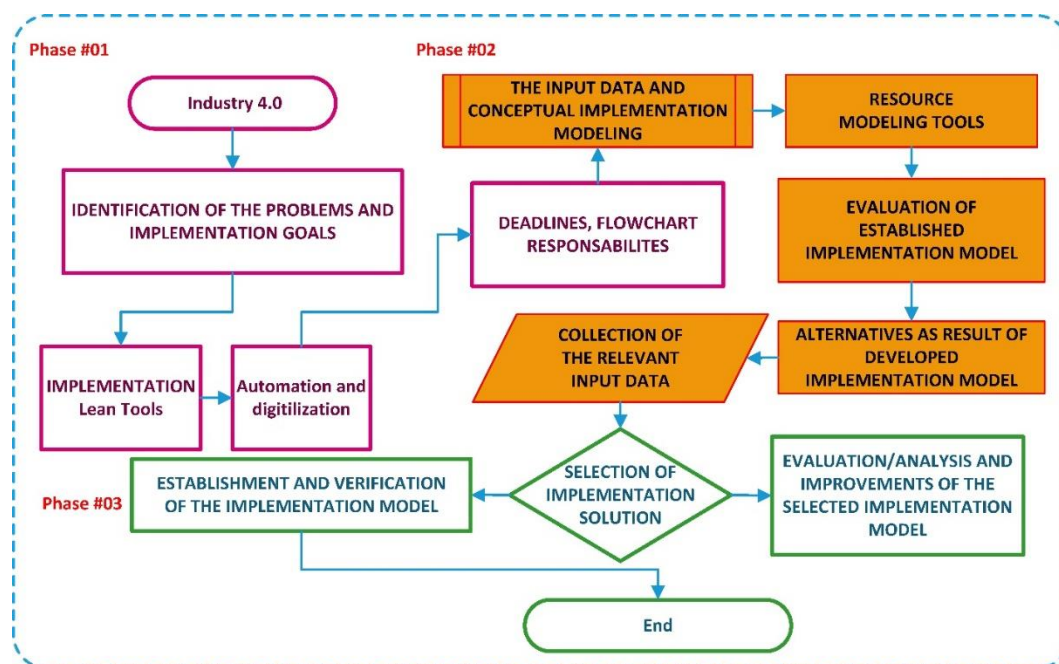 Phase #01
Industry 4.0
IDENTIFICATION OF THE PROBLEMS AND
IMPLEMENTATION GOALS
IMPLEMENTATION
Lean Tools
Automation and
digitilization
Phase #02
THE INPUT DATA AND
CONCEPTUAL IMPLEMENTATION
MODELING
RESOURCE
MODELING TOOLS
DEADLINES, FLOWCHART
RESPONSABILITES
EVALUATION OF
ESTABLISHED
IMPLEMENTATION MODEL
COLLECTION OF
THE RELEVANT
INPUT DATA
ALTERNATIVES AS RESULT OF
DEVELOPED
IMPLEMENTATION MODEL
Phase #03
ESTABLISHMENT AND VERIFICATION
OF THE IMPLEMENTATION MODEL
SELECTION OF
IMPLEMENTATION
SOLUTION
EVALUATION/ANALYSIS AND
IMPROVEMENTS OF THE
SELECTED IMPLEMENTATION
MODEL
End